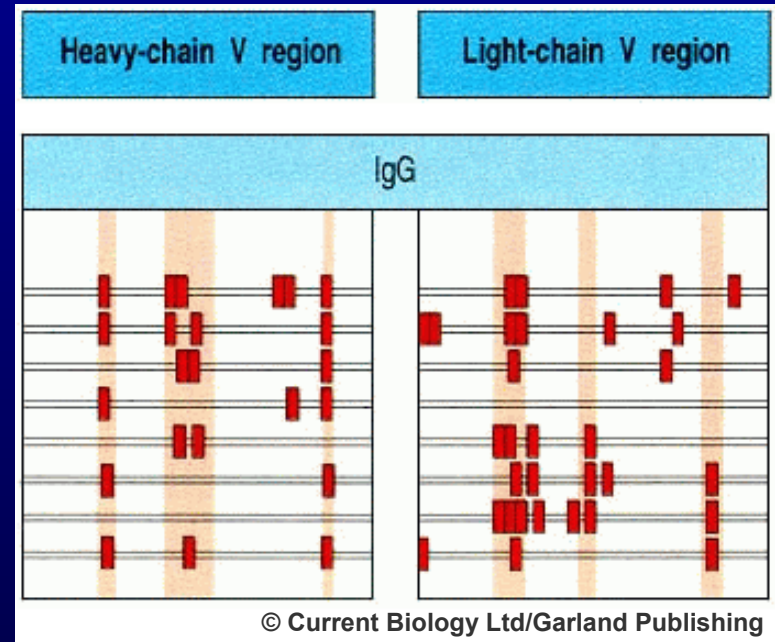 Heavy-chain V region
Light-chain V region
IgG
© Current Biology Ltd/Garland Publishing